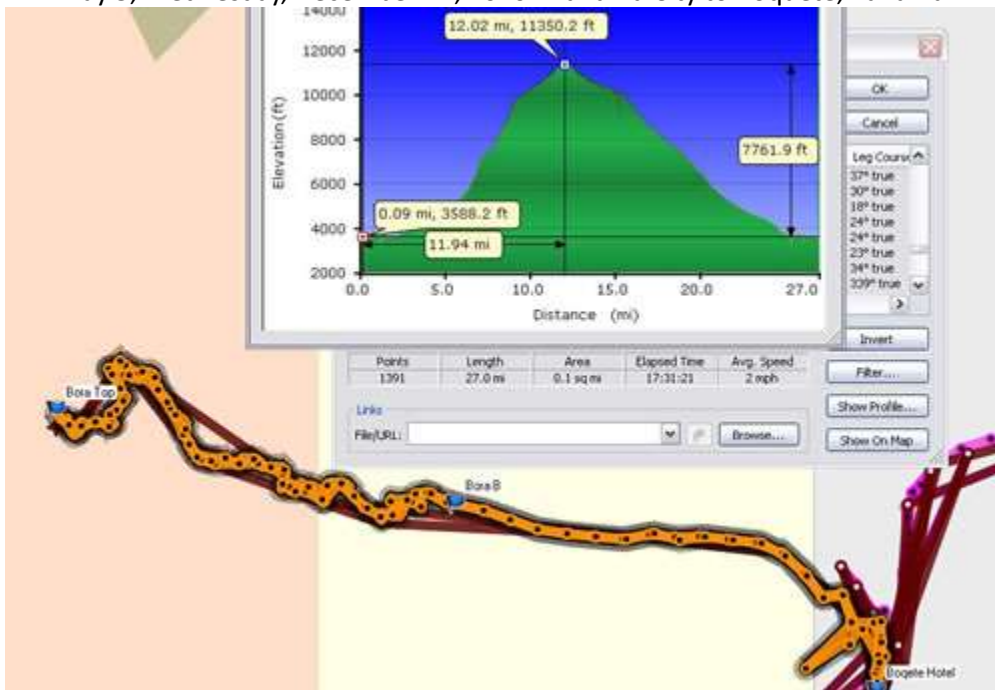 14000
12.02 mi, 11350.2 ft
12000
10000
8000
6000
4000
2000
Elevation (ft)
7761.9 ft
0.09 mi, 3588.2 ft
11.94 mi
0.0 5.0 10.0 15.0 20.0 27.0
Distance (mi)
OK
Cancel
Leg Course
37° true
30° true
18° true
24° true
24° true
23° true
34° true
339° true
Invert
Points Length Area Elapsed Time Avg. Speed
1391 27.0 mi 0.1 sq mi 17:31:21 2 mph
Filter....
Links
Show Profile...
File/URL: Browse...
Show On Map
Bora Top
Bora B
Boqete Hotel